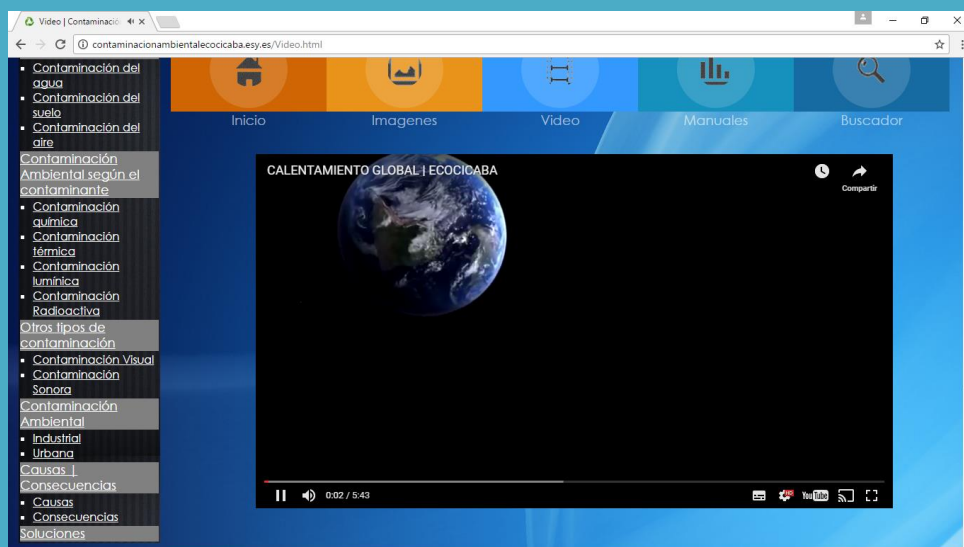 Video | Contaminació
contaminacionambientalecocicaba.esy.es/Video.html
Contaminación del
agua
Contaminación del
suelo
Contaminación del
aire
Contaminación
Ambiental según el
contaminante
Contaminación
química
Contaminación
térmica
Contaminación
lumínica
Contaminación
Radioactiva
Otros tipos de
contaminación
Contaminación Visual
Contaminación
Sonora
Contaminación
Ambiental
Industrial
Urbana
Causas |
Consecuencias
Causas
Consecuencias
Soluciones
Inicio
Imagenes
Video
Manuales
Buscador
CALENTAMIENTO GLOBAL | ECOCICABA
Compartir
0:02 / 5:43
HD
YouTube